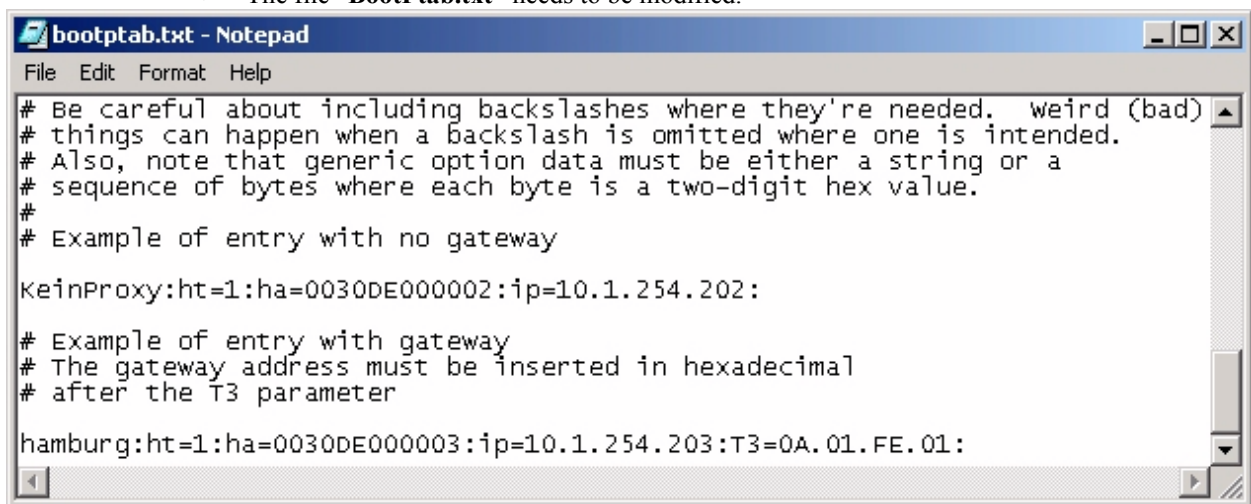 The file "BootPtab.txt" needs to be modified.
bootptab.txt - Notepad
File Edit Format Help
# Be careful about including backslashes where they're needed. Weird (bad)
# things can happen when a backslash is omitted where one is intended.
# Also, note that generic option data must be either a string or a
# sequence of bytes where each byte is a two-digit hex value.
#
# Example of entry with no gateway
KeinProxy:ht=1:ha=0030DE000002:ip=10.1.254.202:
# Example of entry with gateway
# The gateway address must be inserted in hexadecimal
# after the T3 parameter
hamburg:ht=1:ha=0030DE000003:ip=10.1.254.203:T3=0A.01.FE.01: